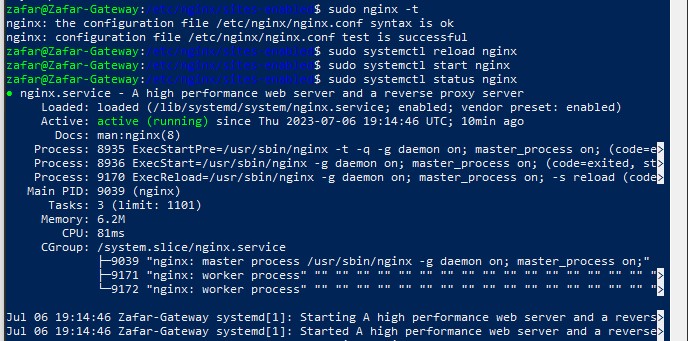 zafar@Zafar-Gateway:/etc/nginx/sites-enabled$ sudo nginx -t
nginx: the configuration file /etc/nginx/nginx.conf syntax is ok
nginx: configuration file /etc/nginx/nginx.conf test is successful
zafar@Zafar-Gateway:/etc/nginx/sites-enabled$ sudo systemctl reload nginx
zafar@Zafar-Gateway:/etc/nginx/sites-enabled$ sudo systemctl start nginx
zafar@Zafar-Gateway:/etc/nginx/sites-enabled$ sudo systemctl status nginx
● nginx.service - A high performance web server and a reverse proxy server
Loaded: loaded (/lib/systemd/system/nginx.service; enabled; vendor preset: enabled)
Active: active (running) since Thu 2023-07-06 19:14:46 UTC; 10min ago
Docs: man:nginx(8)
Process: 8935 ExecStartPre=/usr/sbin/nginx -t -q -g daemon on; master_process on; (code=e>
Process: 8936 ExecStart=/usr/sbin/nginx -g daemon on; master_process on; (code=exited, st>
Process: 9170 ExecReload=/usr/sbin/nginx -g daemon on; master_process on; -s reload (code>
Main PID: 9039 (nginx)
Tasks: 3 (limit: 1101)
Memory: 6.2M
CPU: 81ms
CGroup: /system.slice/nginx.service
├─9039 "nginx: master process /usr/sbin/nginx -g daemon on; master_process on;"
├─9171 "nginx: worker process" "" "" "" "" "" "" "" "" "" "" "" "" "" "" "" "" ">
└─9172 "nginx: worker process" "" "" "" "" "" "" "" "" "" "" "" "" "" "" "" "" ">
Jul 06 19:14:46 Zafar-Gateway systemd[1]: Starting A high performance web server and a revers>
Jul 06 19:14:46 Zafar-Gateway systemd[1]: Started A high performance web server and a reverse>